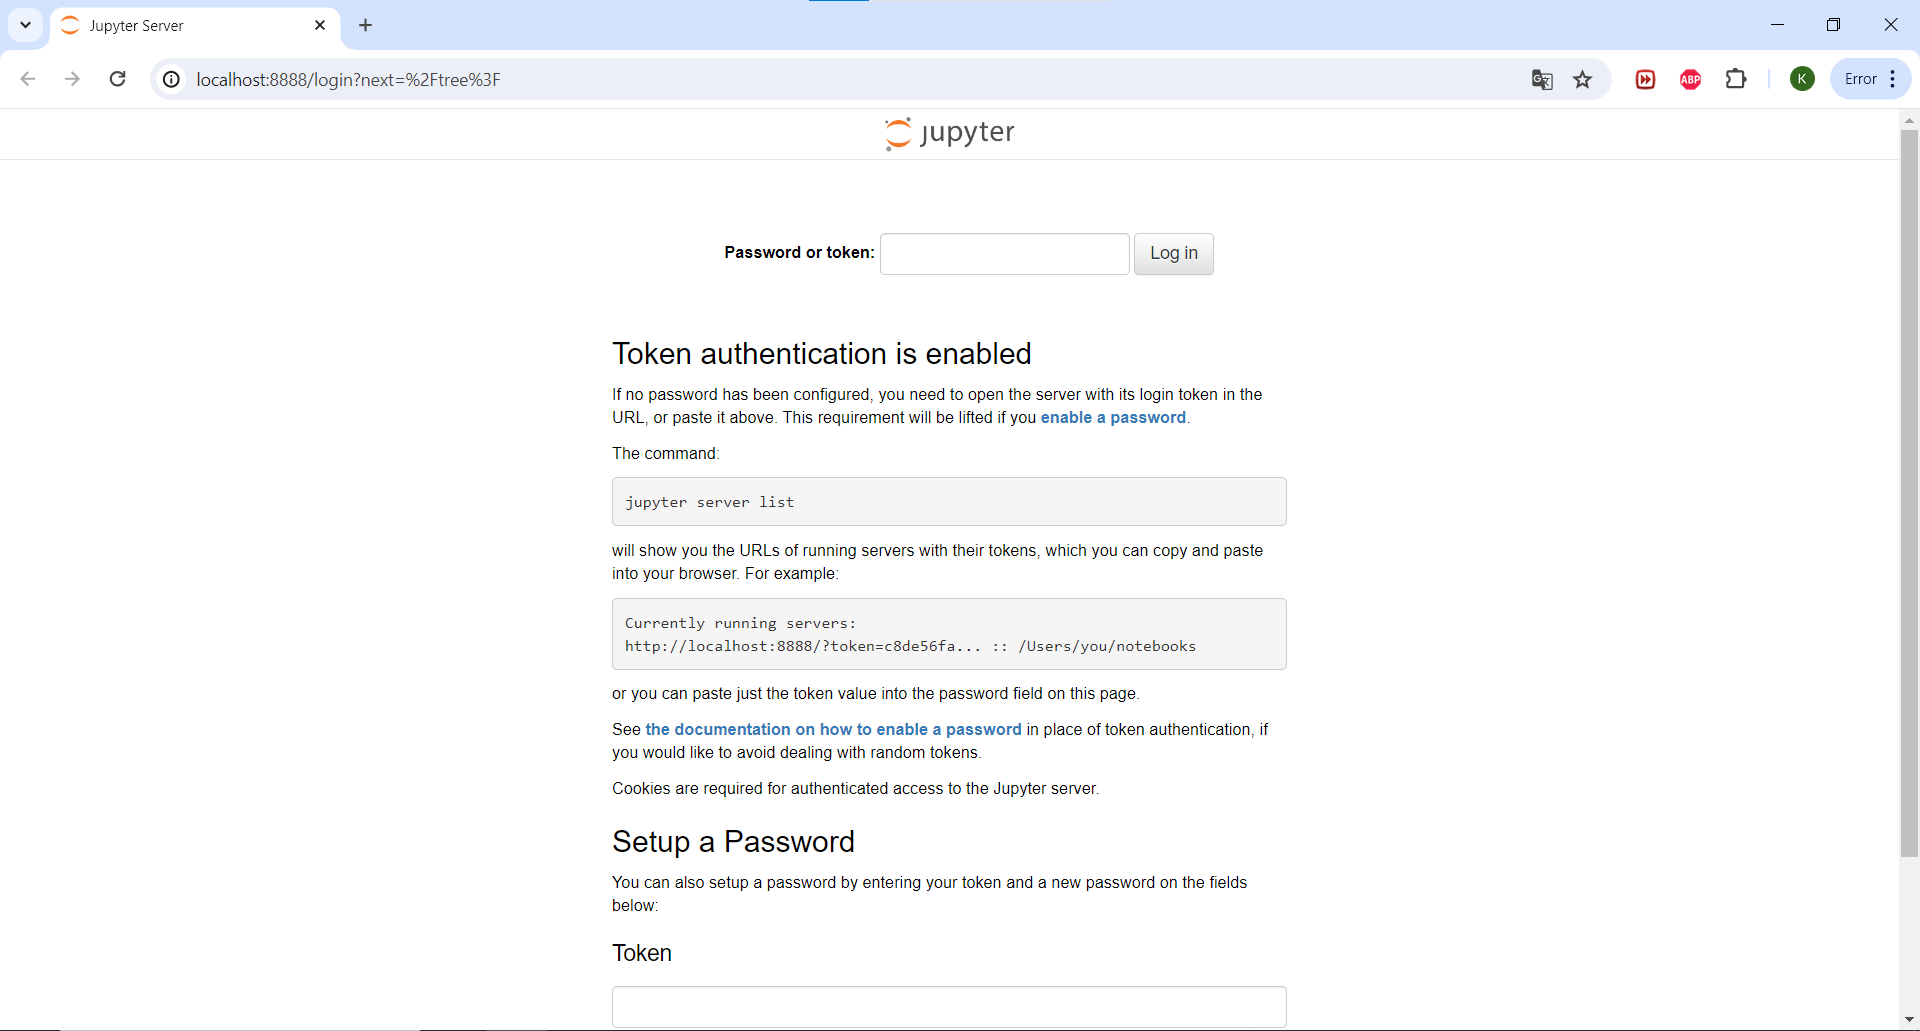 Jupyter Server
localhost:8888/login?next=%2Ftree%3F
ABP
K
Error
jupyter
Password or token:
Log in
Token authentication is enabled
If no password has been configured, you need to open the server with its login token in the
URL, or paste it above. This requirement will be lifted if you enable a password.
The command:
jupyter server list
will show you the URLs of running servers with their tokens, which you can copy and paste
into your browser. For example:
Currently running servers:
http://localhost:8888/?token=c8de56fa... :: /Users/you/notebooks
or you can paste just the token value into the password field on this page.
See the documentation on how to enable a password in place of token authentication, if
you would like to avoid dealing with random tokens.
Cookies are required for authenticated access to the Jupyter server.
Setup a Password
You can also setup a password by entering your token and a new password on the fields
below:
Token